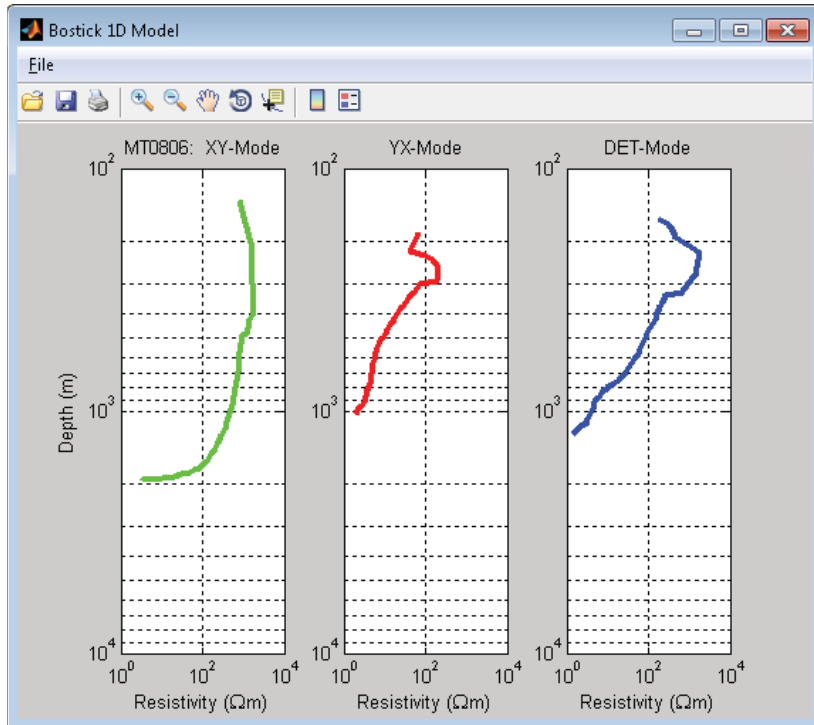 Bostick 1D Model
File
MT0806: XY-Mode
YX-Mode
DET-Mode
10²
10²
10²
Depth (m)
10³
10³
10³
10⁴
10⁴
10⁴
10⁰
10²
10⁴
10⁰
10²
10⁴
10⁰
10²
10⁴
Resistivity (Ωm)
Resistivity (Ωm)
Resistivity (Ωm)